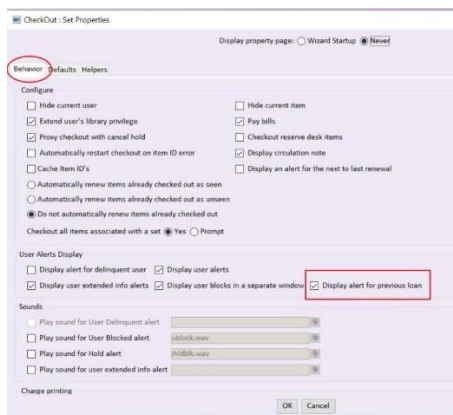 CheckOut : Set Properties
Display property page: Wizard Startup Never
Behavior Defaults Helpers
Configure
Hide current user Hide current item
Extend user's library privilege Pay bills
Proxy checkout with cancel hold Checkout reserve desk items
Automatically restart checkout on item ID error Display circulation note
Cache Item ID's Display an alert for the next to last renewal
Automatically renew items already checked out as seen
Automatically renew items already checked out as unseen
Do not automatically renew items already checked out
Checkout all items associated with a set Yes Prompt
User Alerts Display
Display alert for delinquent user Display user alerts
Display user extended info alerts Display user blocks in a separate window Display alert for previous loan
Sounds
Play sound for User Delinquent alert
Play sound for User Blocked alert ublock.wav
Play sound for Hold alert
Play sound for user extended info alert
Charge printing
OK Cancel